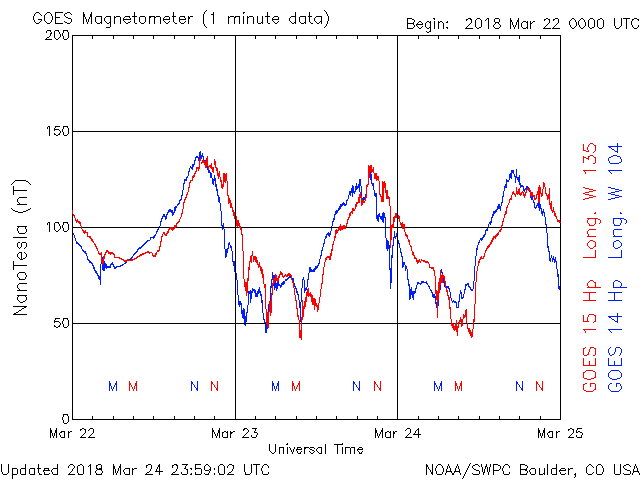 GOES Magnetometer (1 minute data)
Begin: 2018 Mar 22 0000 UTC
200
150
100
50
0
NanoTesla (nT)
M M N N M M N N M M N N
Mar 22 Mar 23 Mar 24 Mar 25
Universal Time
GOES 15 Hp Long. W 135
GOES 14 Hp Long. W 104
Updated 2018 Mar 24 23:59:02 UTC
NOAA/SWPC Boulder, CO USA